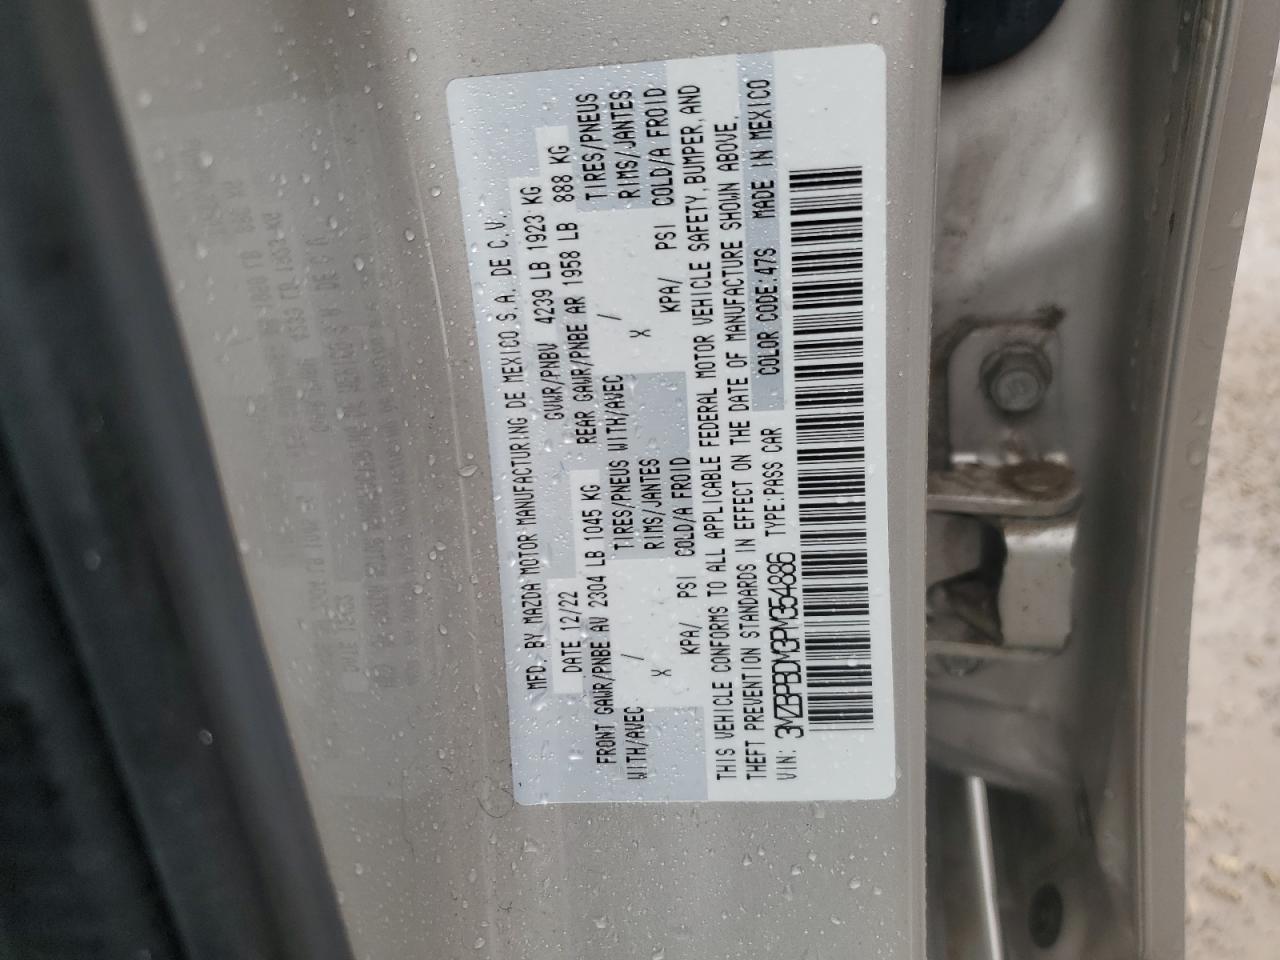 MFD. BY MAZDA MOTOR MANUFACTURING DE MEXICO S.A. DE C.V.
DATE 12/22 GVWR/PNBV 4239 LB 1923 KG
FRONT GAWR/PNBE AV 2304 LB 1045 KG REAR GAWR/PNBE AR 1958 LB 888 KG
WITH/AVEC / TIRES/PNEUS WITH/AVEC / TIRES/PNEUS
X RIMS/JANTES X RIMS/JANTES
KPA/ PSI COLD/A FROID KPA/ PSI COLD/A FROID
THIS VEHICLE CONFORMS TO ALL APPLICABLE FEDERAL MOTOR VEHICLE SAFETY, BUMPER, AND
THEFT PREVENTION STANDARDS IN EFFECT ON THE DATE OF MANUFACTURE SHOWN ABOVE.
VIN: 3MZBPBDM3PM354886 TYPE:PASS CAR COLOR CODE:47S MADE IN MEXICO